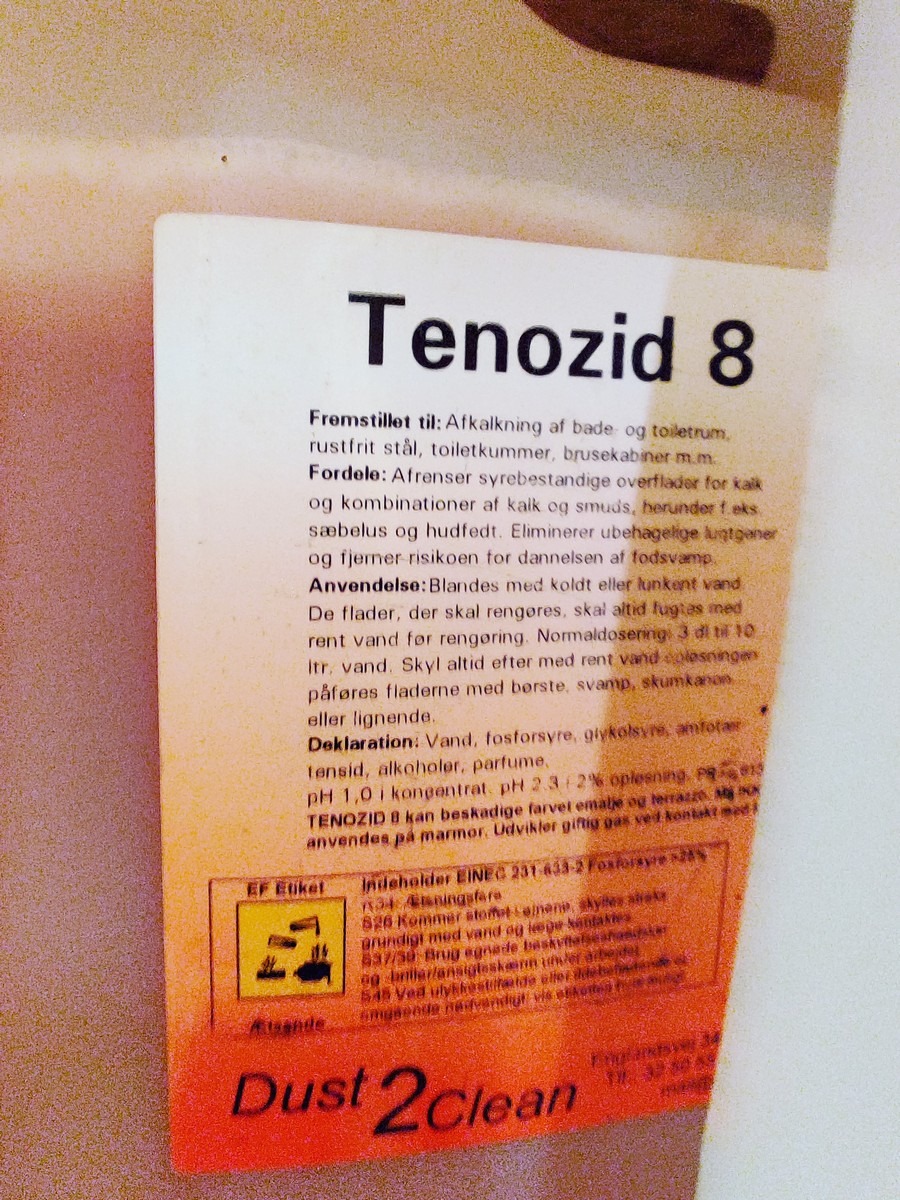 Tenozid 8
Fremstillet til: Afkalkning af bade- og toiletrum,
rustfrit stål, toiletkummer, brusekabiner m.m.
Fordele: Afrenser syrebestandige overflader for kalk
og kombinationer af kalk og smuds, herunder f.eks.
sæbelus og hudfedt. Eliminerer ubehagelige lugtgener
og fjerner risikoen for dannelsen af fodsvamp.
Anvendelse: Blandes med koldt eller lunkent vand.
De flader, der skal rengøres, skal altid fugtes med
rent vand før rengøring. Normaldosering: 3 dl til 10
ltr. vand. Skyl altid efter med rent vand opløsningen
påføres fladerne med børste, svamp, skumkanon
eller lignende.
Deklaration: Vand, fosforsyre, glykolsyre, amfotær
tensid, alkoholer, parfume.
pH 1,0 i koncentrat. pH 2.3 i 2% opløsning.
TENOZID 8 kan beskadige farvet emalje og terrazzo. Må
anvendes på marmor. Udvikler giftig gas ved kontakt med
EF Etiket
Indeholder EINEC 231-633-2 Fosforsyre >25%
R34: Ætsningsfare
S26 Kommer stoffet i øjnene, skylles straks
grundigt med vand og læge kontaktes
S37/39: Brug egnede beskyttelseshandsker
og -briller/ansigtsskærm under arbejdet
S45 Ved ulykkestilfælde eller ildebefindende er
omgående nødvendigt; vis etiketten
Ætsende
Dust2Clean
Englandsvej 34
Tlf.: 32 50